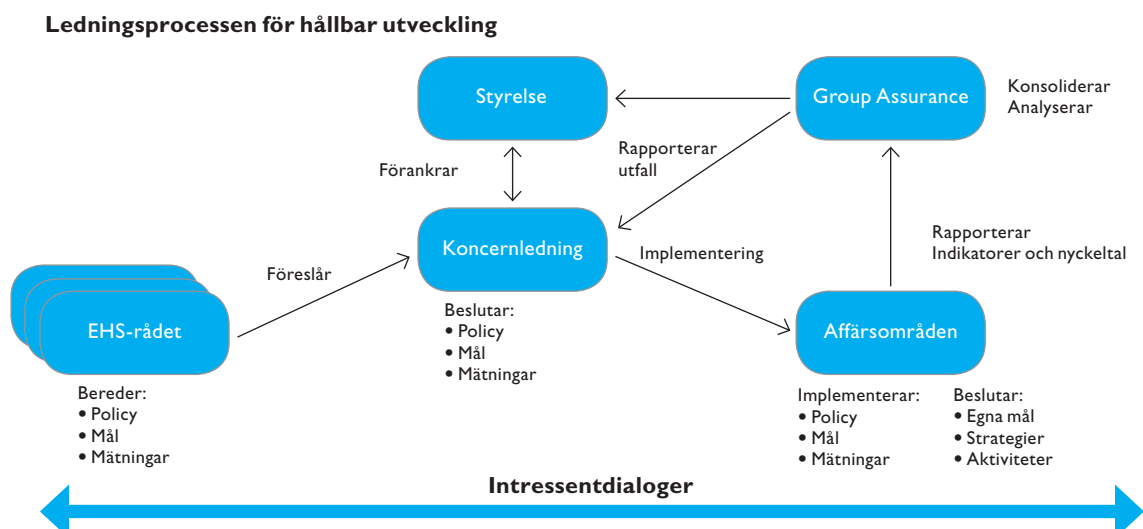 Ledningsprocessen för hållbar utveckling
Styrelse
Group Assurance
Konsoliderar
Analyserar
Förankrar
Rapporterar
utfall
Koncernledning
Implementering
Rapporterar
Indikatorer och nyckeltal
Föreslår
EHS-rådet
Beslutar:
• Policy
• Mål
• Mätningar
Affärsområden
Bereder:
• Policy
• Mål
• Mätningar
Implementerar:
• Policy
• Mål
• Mätningar
Beslutar:
• Egna mål
• Strategier
• Aktiviteter
Intressentdialoger